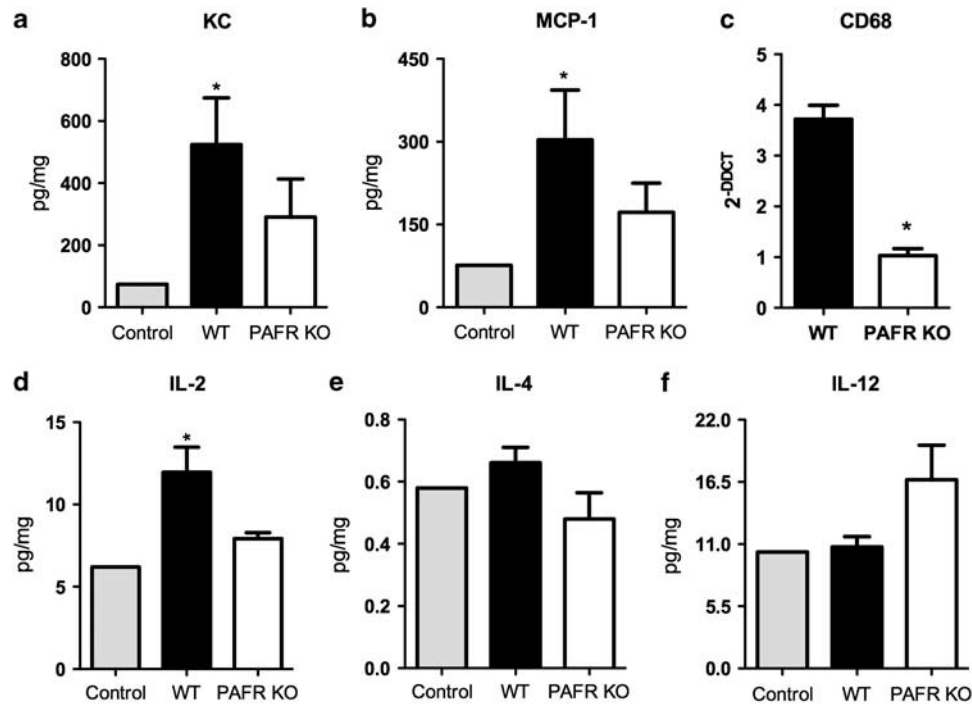 a KC
800
600
400
200
0
pg/mg
*
Control WT PAFR KO
b MCP-1
450
300
150
0
pg/mg
*
Control WT PAFR KO
c CD68
5
4
3
2
1
0
2-DDCT
*
WT PAFR KO
d IL-2
15
10
5
0
pg/mg
*
Control WT PAFR KO
e IL-4
0.8
0.6
0.4
0.2
0.0
pg/mg
Control WT PAFR KO
f IL-12
22.0
16.5
11.0
5.5
0.0
pg/mg
Control WT PAFR KO